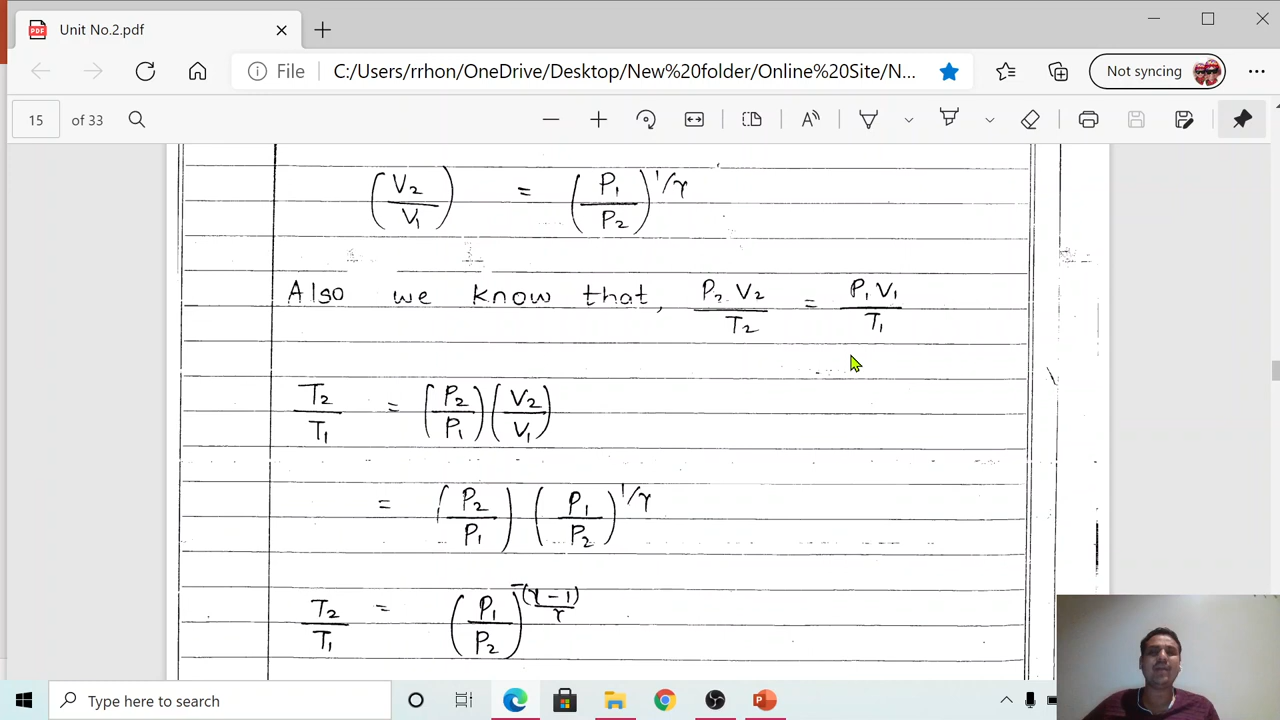 Unit No.2.pdf
File C:/Users/rrhon/OneDrive/Desktop/New%20folder/Online%20Site/N... Not syncing
15 of 33
(V₂/V₁) = (P₁/P₂)^1/γ
Also we know that, P₂ V₂/T₂ = P₁ V₁/T₁
T₂/T₁ = (P₂/P₁)(V₂/V₁)
= (P₂/P₁) (P₁/P₂)^1/γ
T₂/T₁ = (P₁/P₂)^-(γ-1)/γ
Type here to search